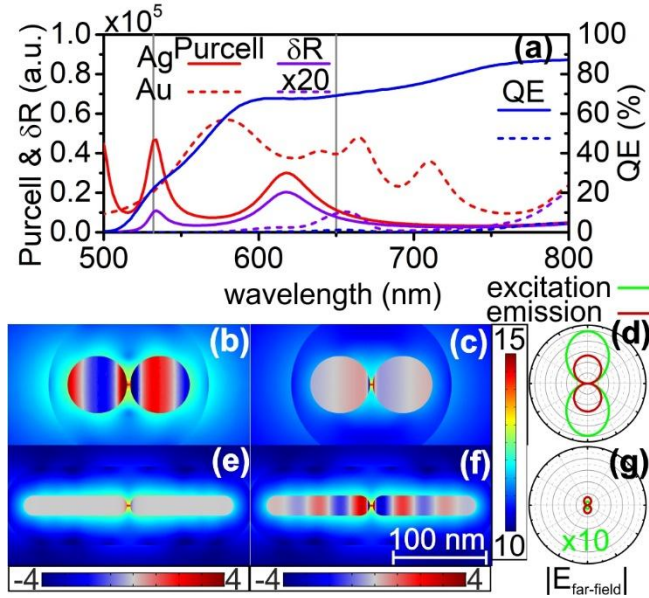 x10⁵
1.0
0.8
0.6
0.4
0.2
0.0
Purcell & δR (a.u.)
Ag Purcell δR (a)
Au x20
QE
100
80
60
40
20
0
QE (%)
500 600 700 800
wavelength (nm)
excitation
emission
(b) (c) 15 (d)
(e) (f) (g)
x10
100 nm 10
-4 4 -4 4
|E far-field|